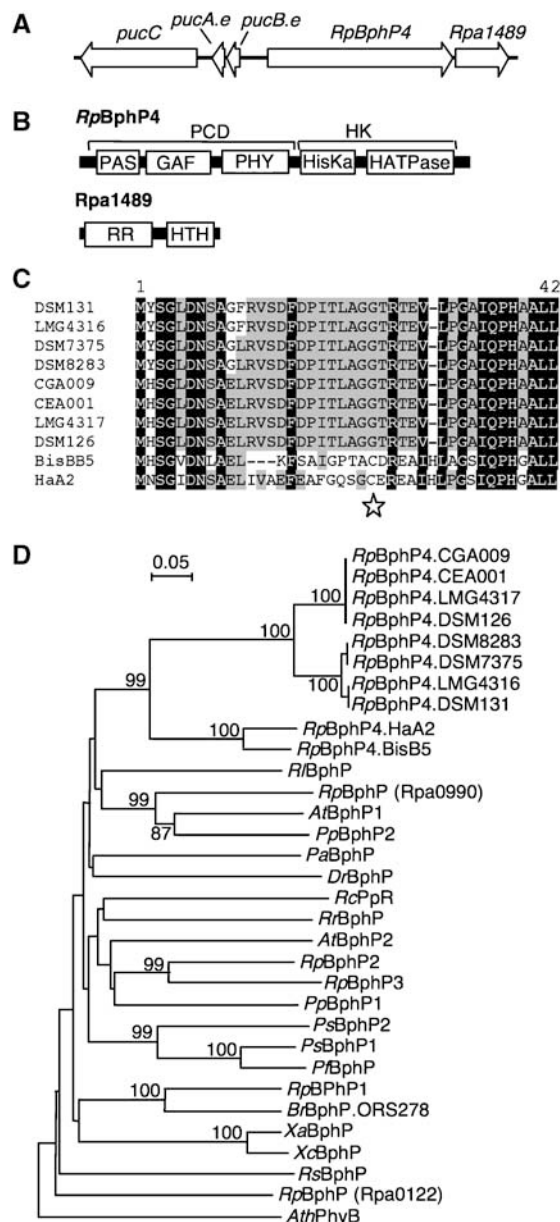 A
pucC pucA.e pucB.e RpBphP4 Rpa1489
B
RpBphP4
PCD HK
PAS GAF PHY HisKa HATPase
Rpa1489
RR HTH
C
1 42
DSM131 MYSGLDNSAGFRVSDFDPITLAGGTRTEV-LPGAIQPHAALL
LMG4316 MYSGLDNSAGFRVSDFDPITLAGGTRTEV-LPGAIQPHAALL
DSM7375 MYSGLDNSAGFRVSDFDPITLAGGTRTEV-LPGAIQPHAALL
DSM8283 MYSGLDNSAGFRVSDFDPITLAGGTRTEV-LPGAIQPHAALL
CGA009 MHSGLDNSAELRVSDFDPITLAGGTRTEV-LPGAIQPHAALL
CEA001 MHSGLDNSAELRVSDFDPITLAGGTRTEV-LPGAIQPHAALL
LMG4317 MHSGLDNSAELRVSDFDPITLAGGTRTEV-LPGAIQPHAALL
DSM126 MHSGLDNSAELRVSDFDPITLAGGTRTEV-LPGAIQPHAALL
BisBB5 MHSGVDNLAEL---KFSAIGPTACDREAIHLAGSIQPHGALL
HaA2 MNSGIDNSAELIVAEFEAFGQSGCEREAIHLPGSIQPHGALL
D
0.05
RpBphP4.CGA009
RpBphP4.CEA001
100
RpBphP4.LMG4317
RpBphP4.DSM126
100
RpBphP4.DSM8283
RpBphP4.DSM7375
100
RpBphP4.LMG4316
RpBphP4.DSM131
99
100
RpBphP4.HaA2
RpBphP4.BisB5
RlBphP
99
RpBphP (Rpa0990)
AtBphP1
87
PpBphP2
PaBphP
DrBphP
RcPpR
RrBphP
AtBphP2
99
RpBphP2
RpBphP3
PpBphP1
99
PsBphP2
100
PsBphP1
PfBphP
100
RpBPhP1
BrBphP.ORS278
100
XaBphP
XcBphP
RsBphP
RpBphP (Rpa0122)
AthPhyB